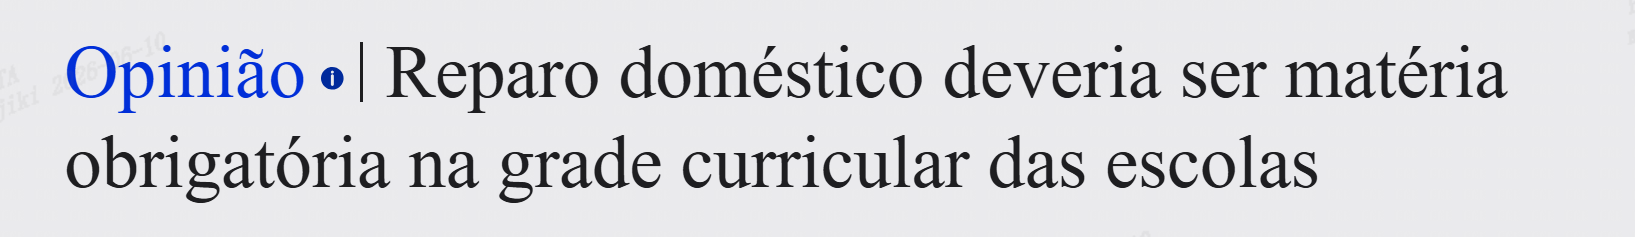 Opinião | Reparo doméstico deveria ser matéria
obrigatória na grade curricular das escolas